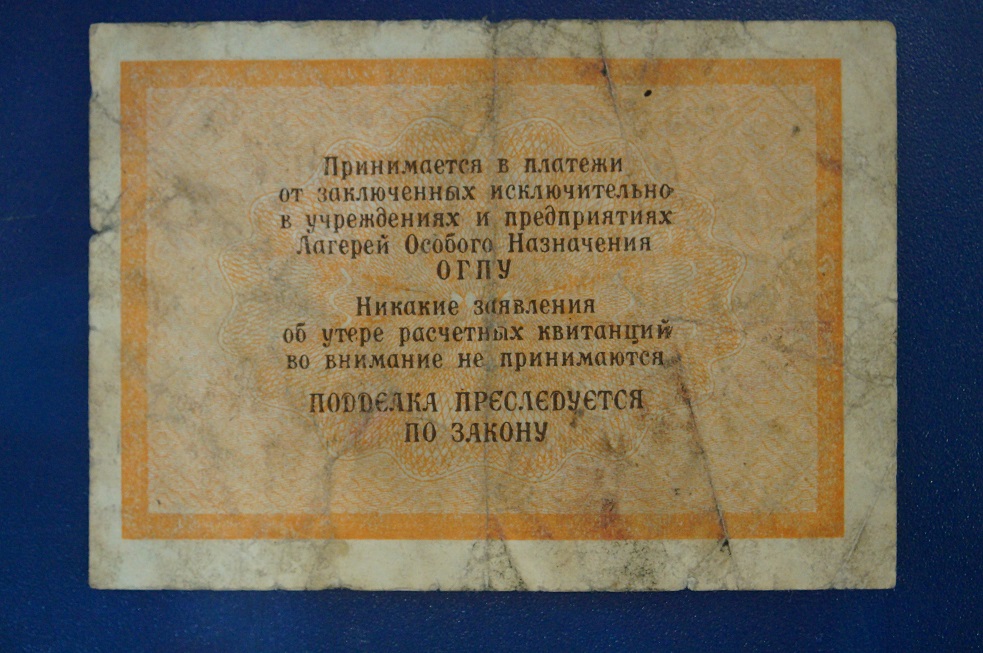 Принимается в платежи
от заключенных исключительно
в учреждениях и предприятиях
Лагерей Особого Назначения
ОГПУ
Никакие заявления
об утере расчетных квитанций
во внимание не принимаются
ПОДДЕЛКА ПРЕСЛЕДУЕТСЯ
ПО ЗАКОНУ